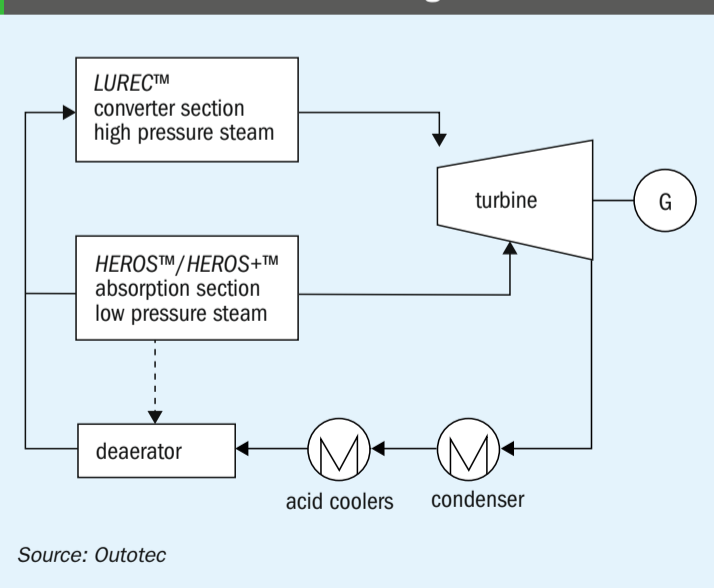 LUREC™
converter section
high pressure steam
turbine
G
HEROS™/HEROS+™
absorption section
low pressure steam
deaerator
acid coolers
condenser
Source: Outotec